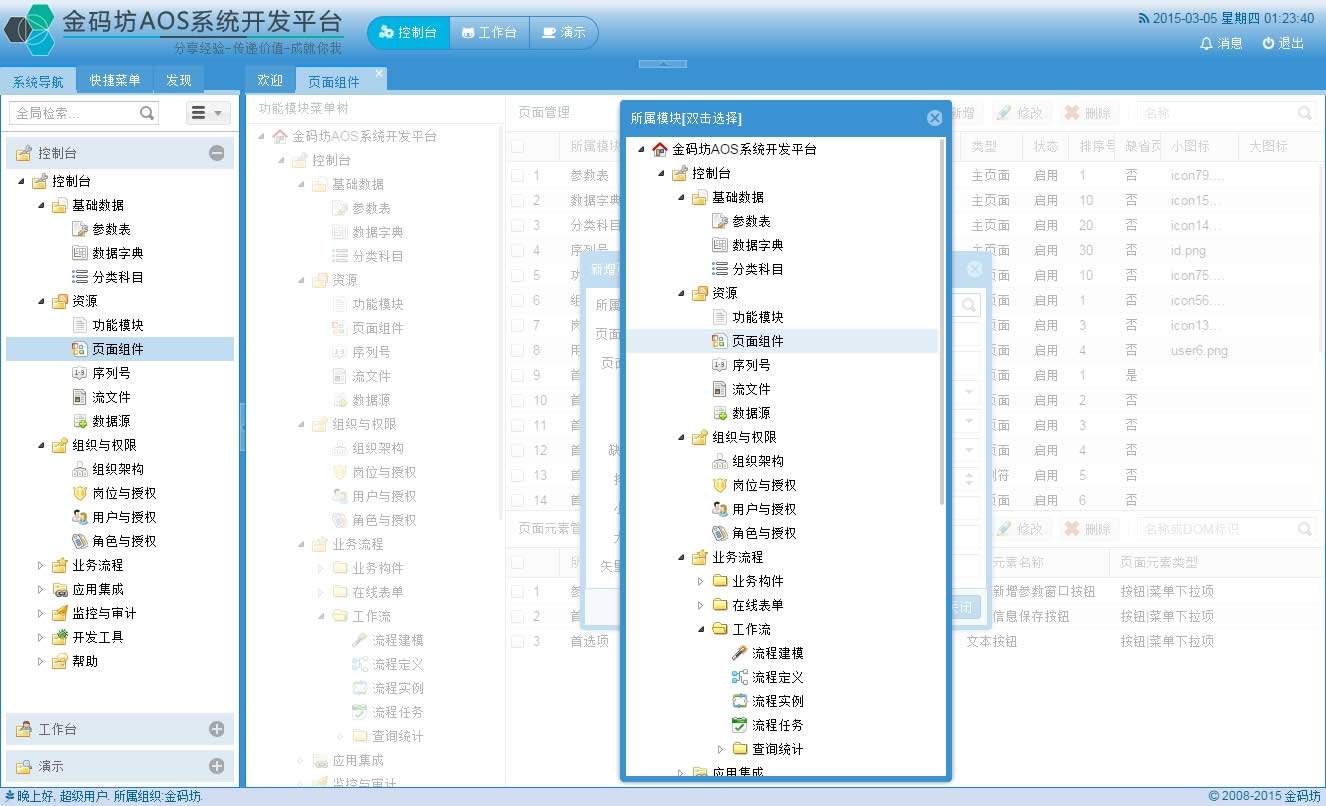 金码坊AOS系统开发平台
分享经验-传递价值-成就你我
控制台 工作台 演示
2015-03-05 星期四 01:23:40
消息 退出
系统导航 快捷菜单 发现
欢迎 页面组件
全局检索...
控制台
控制台
基础数据
参数表
数据字典
分类科目
资源
功能模块
页面组件
序列号
流文件
数据源
组织与权限
组织架构
岗位与授权
用户与授权
角色与授权
业务流程
应用集成
监控与审计
开发工具
帮助
工作台
演示
功能模块菜单树
金码坊AOS系统开发平台
控制台
基础数据
参数表
数据字典
分类科目
资源
功能模块
页面组件
序列号
流文件
数据源
组织与权限
组织架构
岗位与授权
用户与授权
角色与授权
业务流程
业务构件
在线表单
工作流
流程建模
流程定义
流程实例
流程任务
查询统计
应用集成
监控与审计
页面管理 新增 修改 删除 名称
所属模块 类型 状态 排序号 缺省页 小图标 大图标
1 参数表 主页面 启用 1 否 icon79....
2 数据字典 主页面 启用 10 否 icon15...
3 分类科目 主页面 启用 20 否 icon14...
4 序列号 主页面 启用 30 否 id.png
5 页面 启用 10 否 icon75....
6 页面 启用 1 否 icon56....
7 页面 启用 3 否 icon13...
8 页面 启用 4 否 user6.png
9 首 页面 启用 1 是
10 首 页面 启用 2 否
11 首 页面 启用 3 否
12 首 页面 启用 4 否
13 首 启用 5 否
14 首 页面 启用 6 否
新增
所属
页面
页面
缺
矢量
关闭
页面元素管 修改 删除 名称或DOM标识
元素名称 页面元素类型
1 新增参数窗口按钮 按钮|菜单下拉项
2 首 信息保存按钮 按钮|菜单下拉项
3 首选项 文本按钮 按钮|菜单下拉项
所属模块[双击选择]
金码坊AOS系统开发平台
控制台
基础数据
参数表
数据字典
分类科目
资源
功能模块
页面组件
序列号
流文件
数据源
组织与权限
组织架构
岗位与授权
用户与授权
角色与授权
业务流程
业务构件
在线表单
工作流
流程建模
流程定义
流程实例
流程任务
查询统计
应用集成
晚上好, 超级用户. 所属组织:金码坊.
© 2008-2015 金码坊